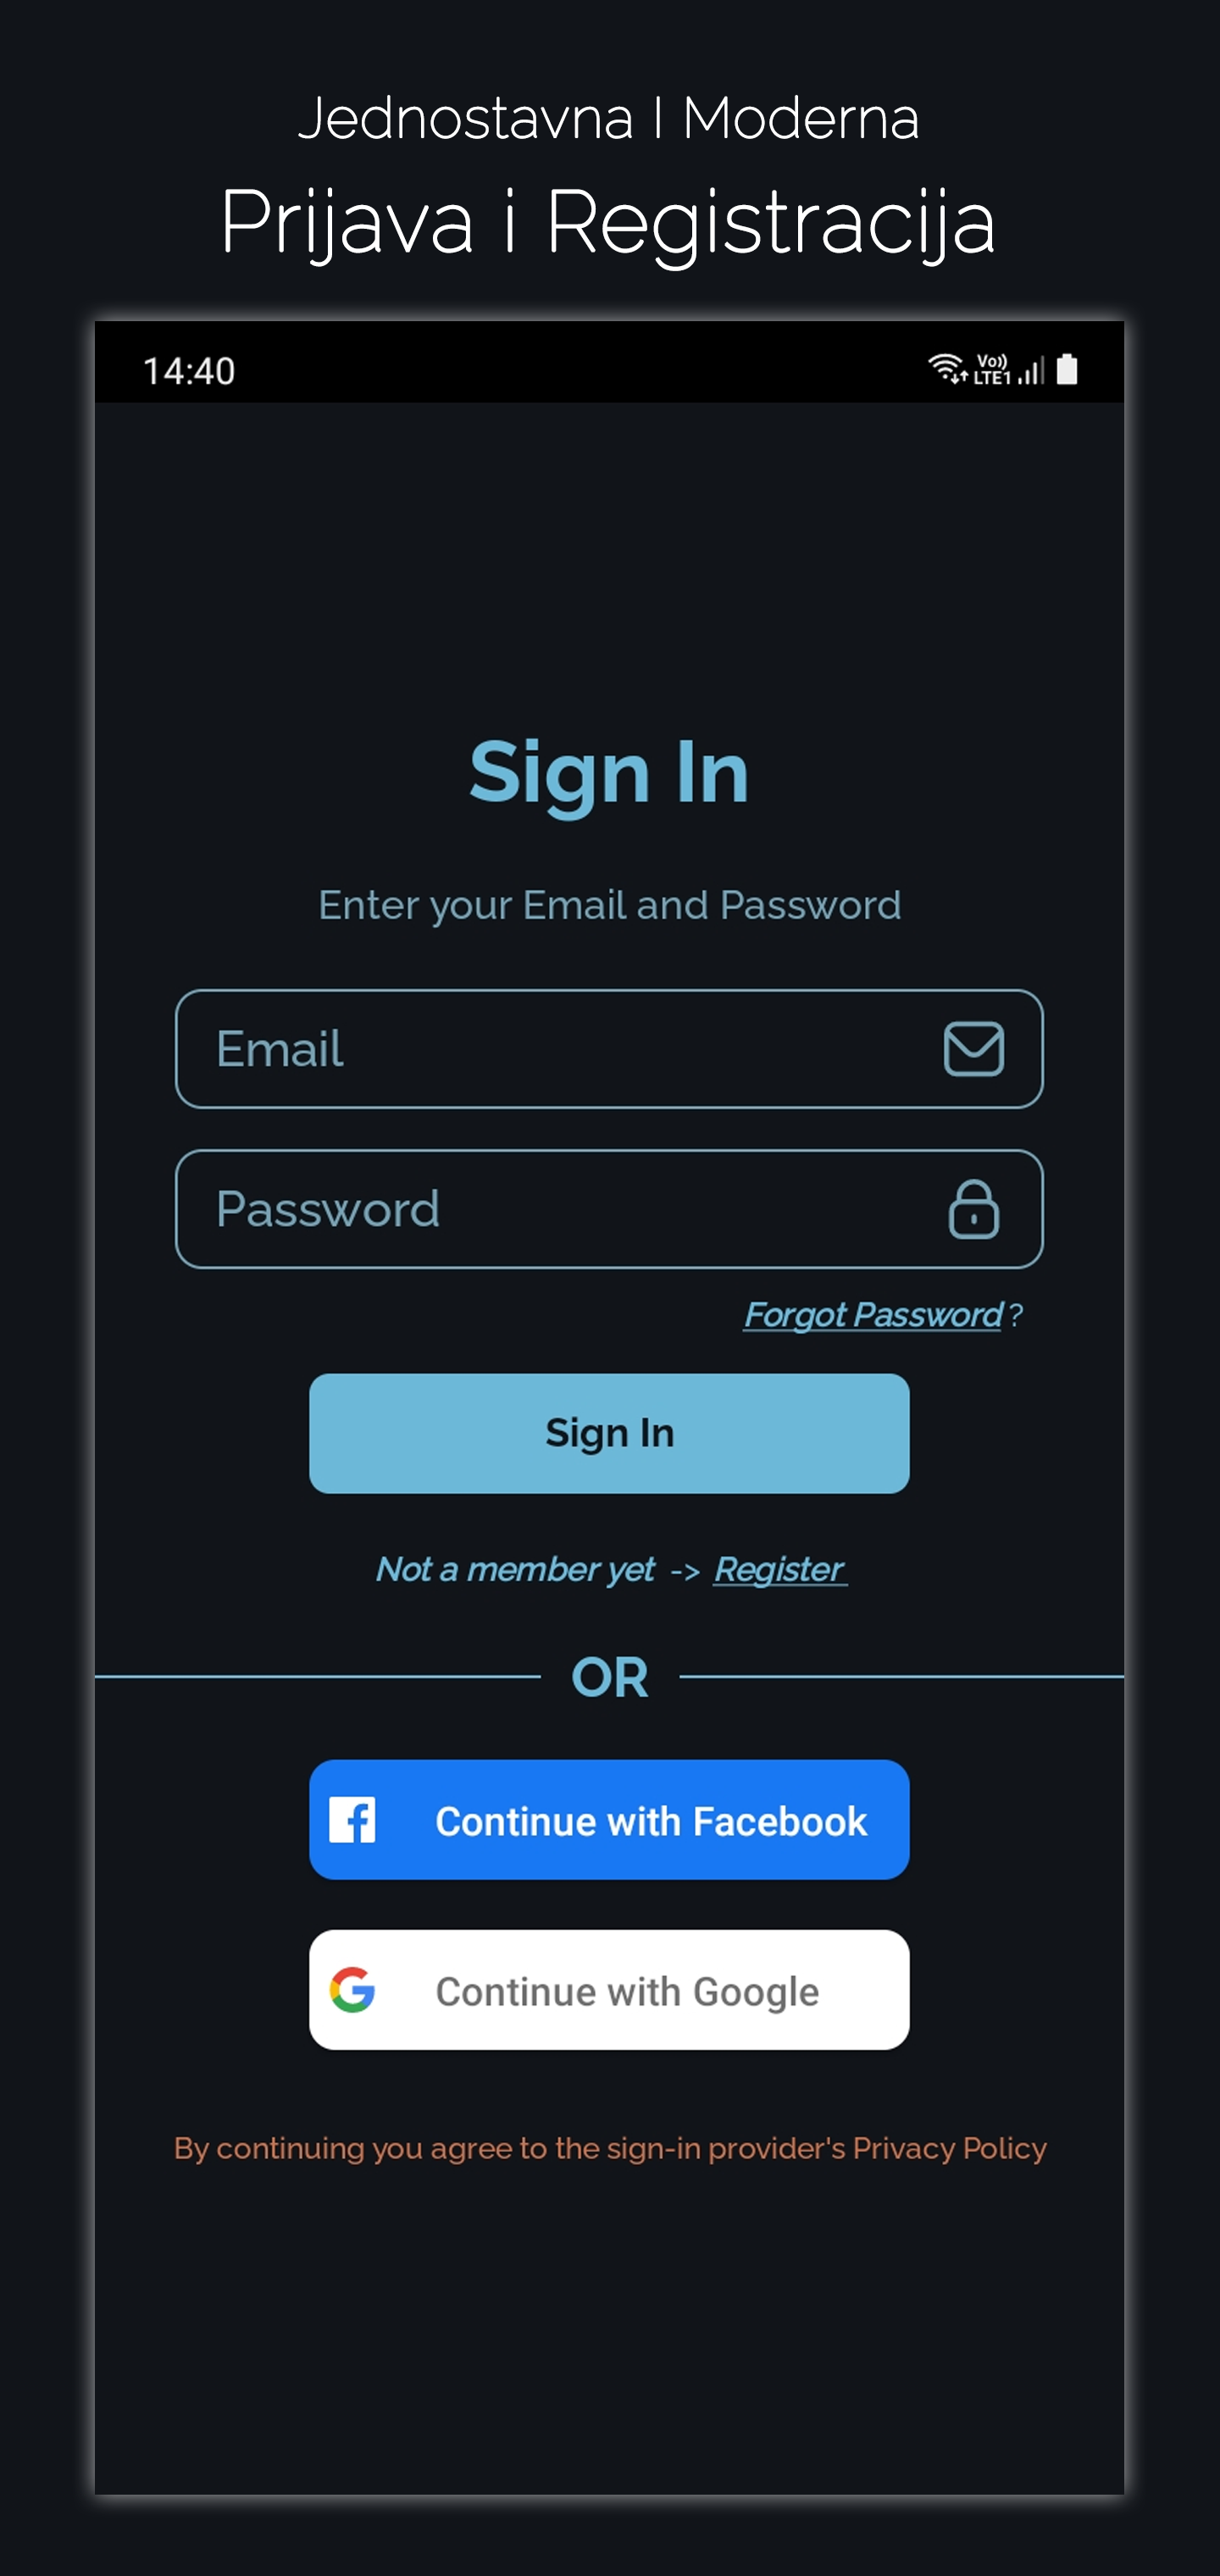 Jednostavna I Moderna
Prijava i Registracija
14:40
Vo)) LTE1
Sign In
Enter your Email and Password
Email
Password
Forgot Password ?
Sign In
Not a member yet -> Register
OR
Continue with Facebook
Continue with Google
By continuing you agree to the sign-in provider's Privacy Policy